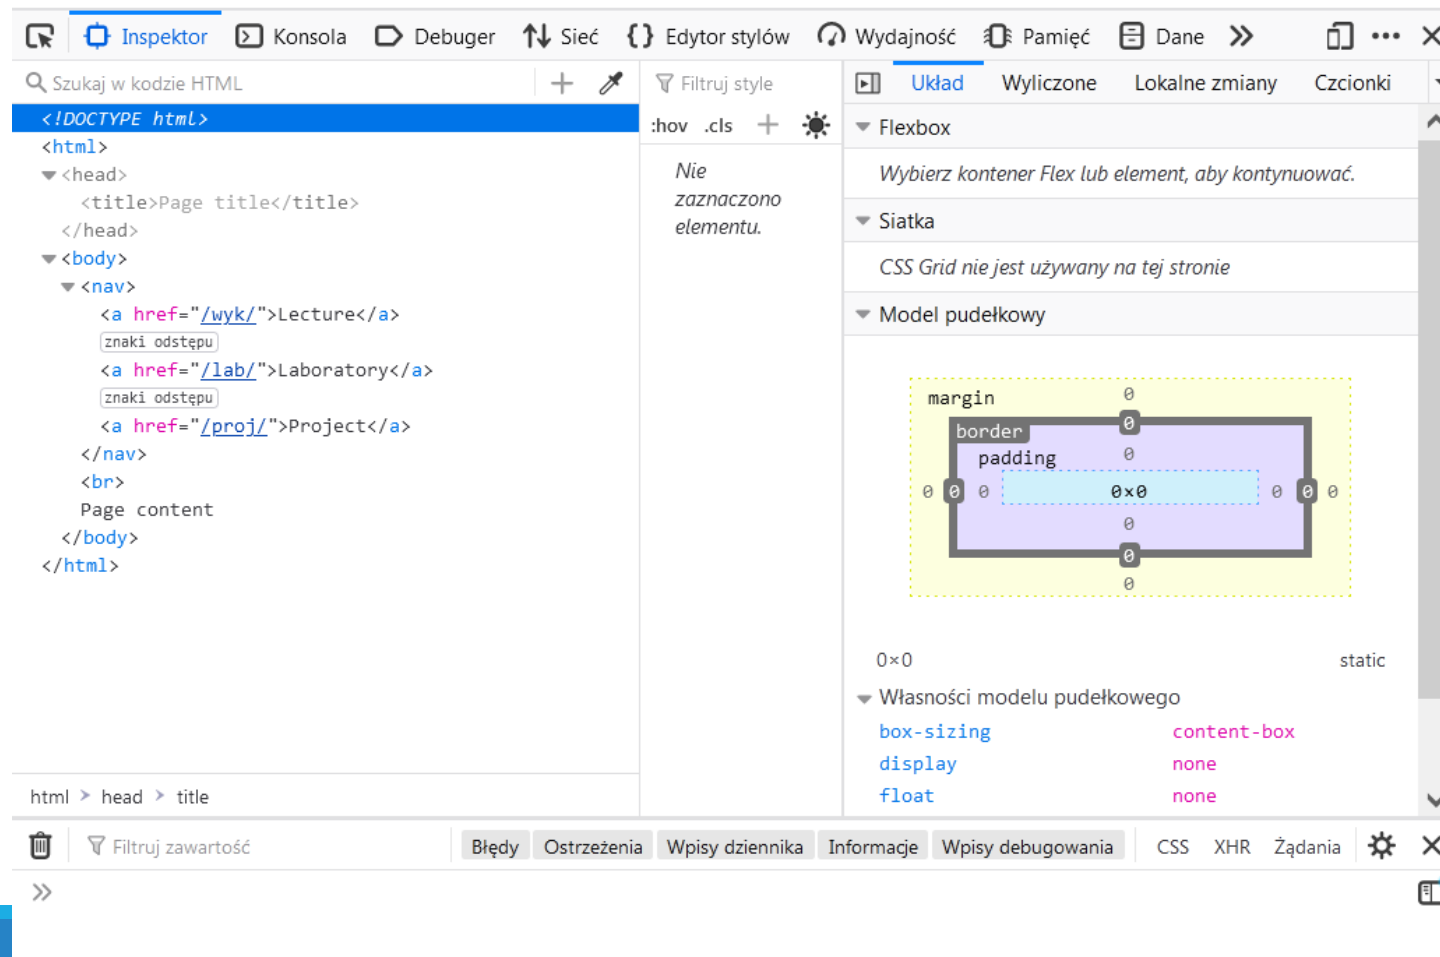 Inspektor Konsola Debuger Sieć Edytor stylów Wydajność Pamięć Dane
Szukaj w kodzie HTML
<!DOCTYPE html>
<html>
<head>
<title>Page title</title>
</head>
<body>
<nav>
<a href="/wyk/">Lecture</a>
znaki odstępu
<a href="/lab/">Laboratory</a>
znaki odstępu
<a href="/proj/">Project</a>
</nav>
<br>
Page content
</body>
</html>
html > head > title
Filtruj style
:hov .cls +
Nie
zaznaczono
elementu.
Układ Wyliczone Lokalne zmiany Czcionki
Flexbox
Wybierz kontener Flex lub element, aby kontynuować.
Siatka
CSS Grid nie jest używany na tej stronie
Model pudełkowy
margin 0
border 0
padding 0
0 0 0 0×0 0 0 0
0
0
0
0×0 static
Własności modelu pudełkowego
box-sizing content-box
display none
float none
Filtruj zawartość Błędy Ostrzeżenia Wpisy dziennika Informacje Wpisy debugowania CSS XHR Żądania